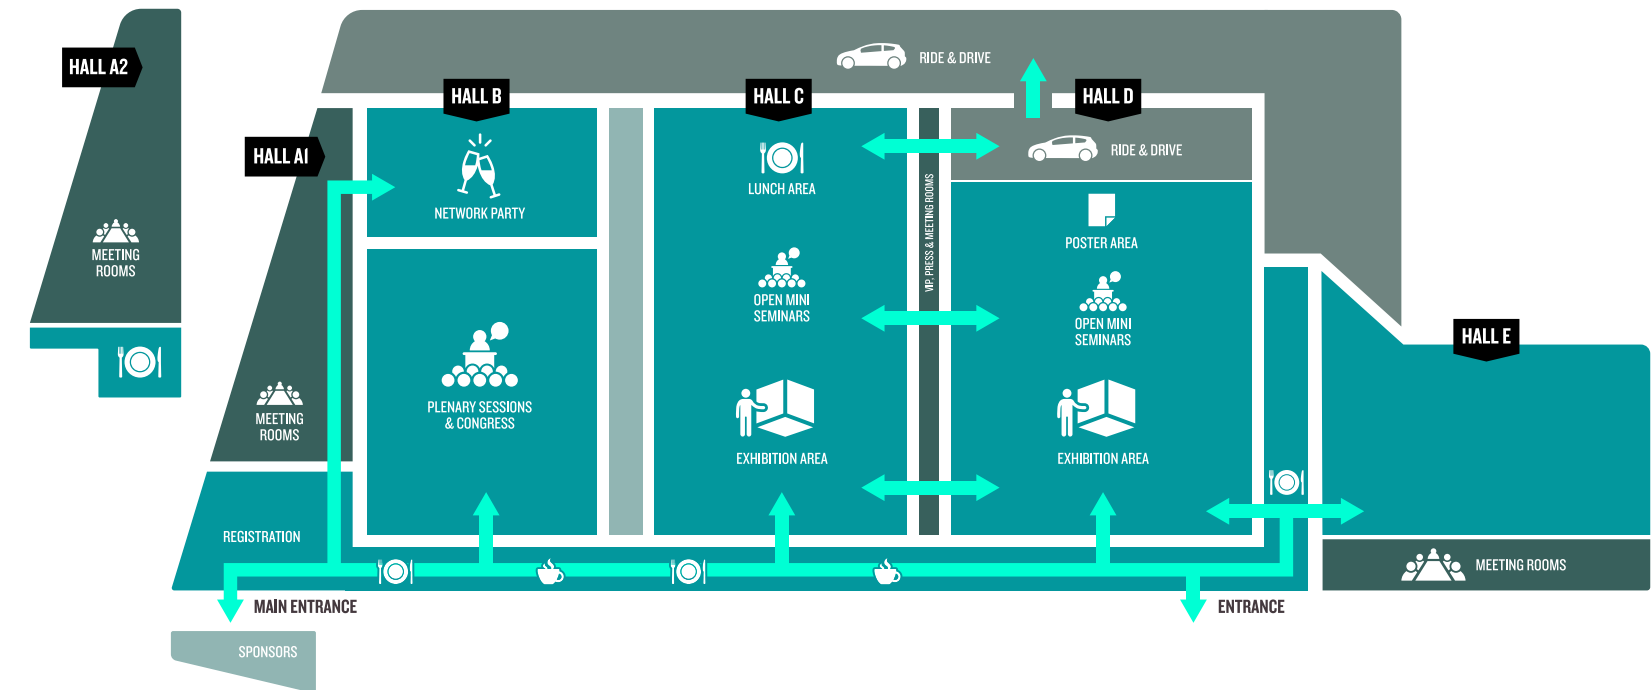 HALL A2
MEETING
ROOMS
HALL A1
MEETING
ROOMS
REGISTRATION
MAIN ENTRANCE
SPONSORS
HALL B
NETWORK PARTY
PLENARY SESSIONS
& CONGRESS
HALL C
LUNCH AREA
OPEN MINI
SEMINARS
EXHIBITION AREA
VIP, PRESS & MEETING ROOMS
RIDE & DRIVE
HALL D
RIDE & DRIVE
POSTER AREA
OPEN MINI
SEMINARS
EXHIBITION AREA
ENTRANCE
HALL E
MEETING ROOMS